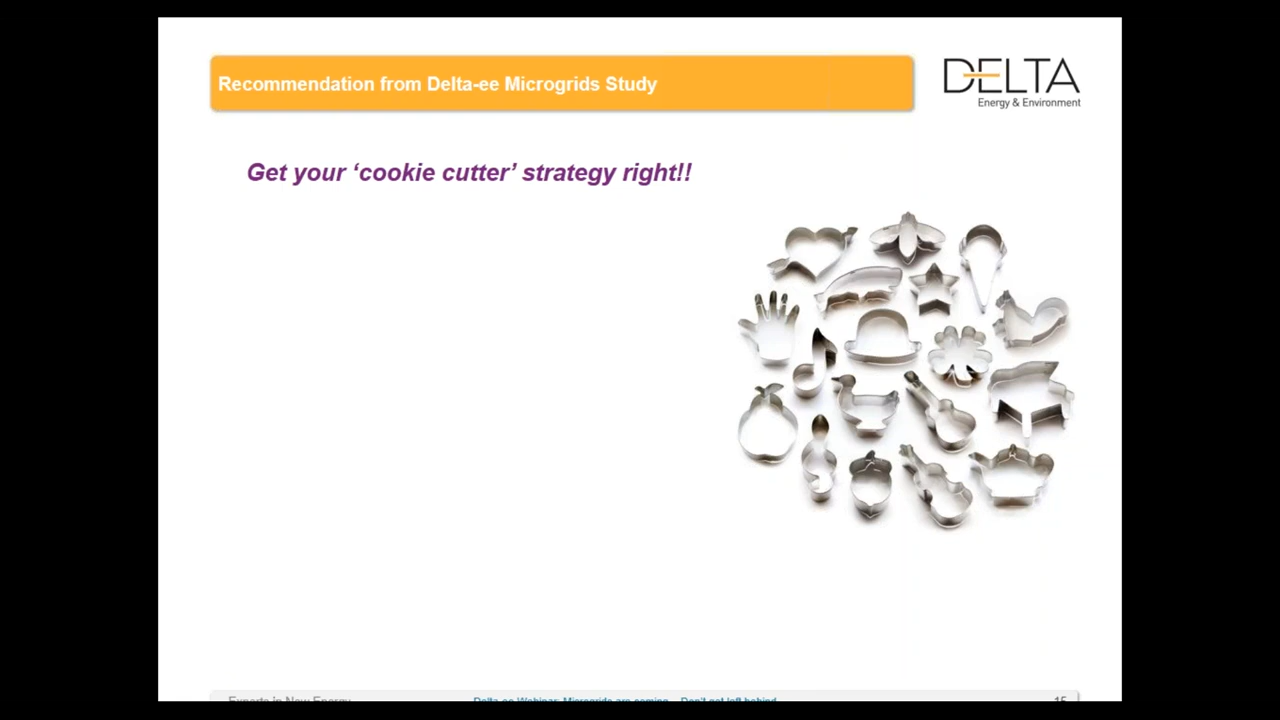 Recommendation from Delta-ee Microgrids Study
DELTA
Energy & Environment
Get your ‘cookie cutter’ strategy right!!
Experts in New Energy
Delta-ee Webinar: Microgrids are coming – Don't get left behind
15